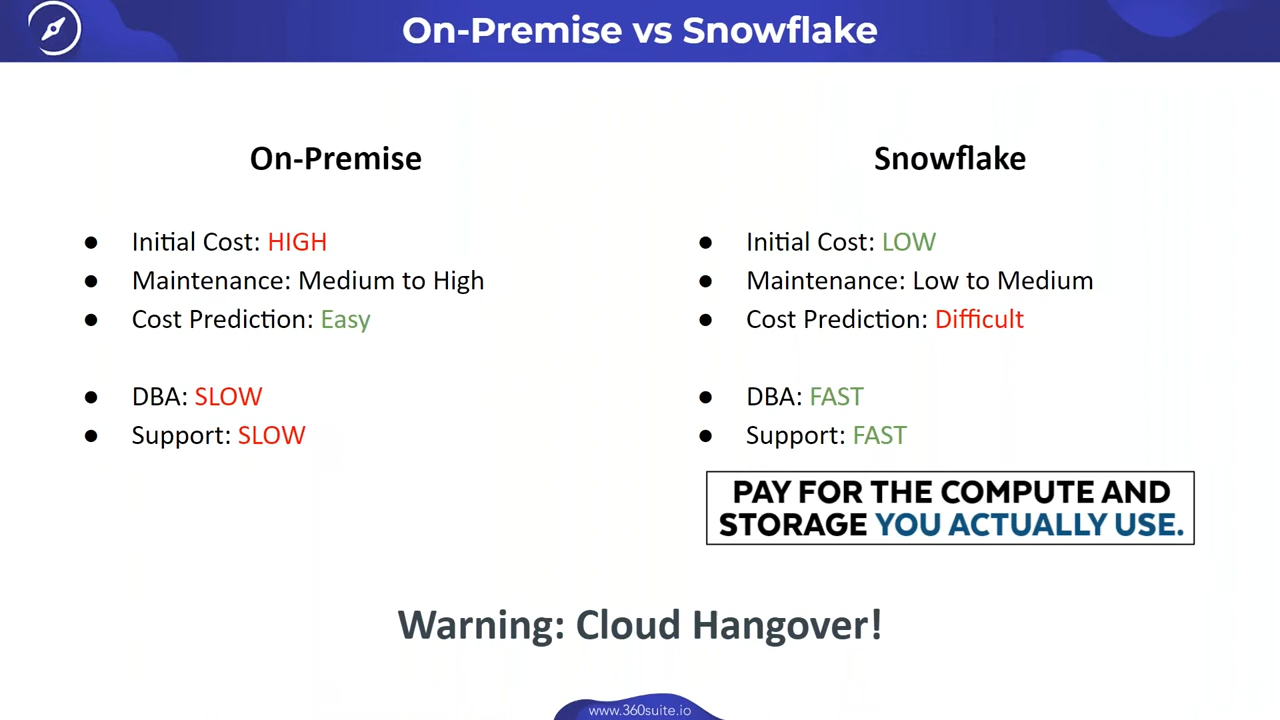 On-Premise vs Snowflake
On-Premise
● Initial Cost: HIGH
● Maintenance: Medium to High
● Cost Prediction: Easy
● DBA: SLOW
● Support: SLOW
Snowflake
● Initial Cost: LOW
● Maintenance: Low to Medium
● Cost Prediction: Difficult
● DBA: FAST
● Support: FAST
PAY FOR THE COMPUTE AND
STORAGE YOU ACTUALLY USE.
Warning: Cloud Hangover!
www.360suite.io